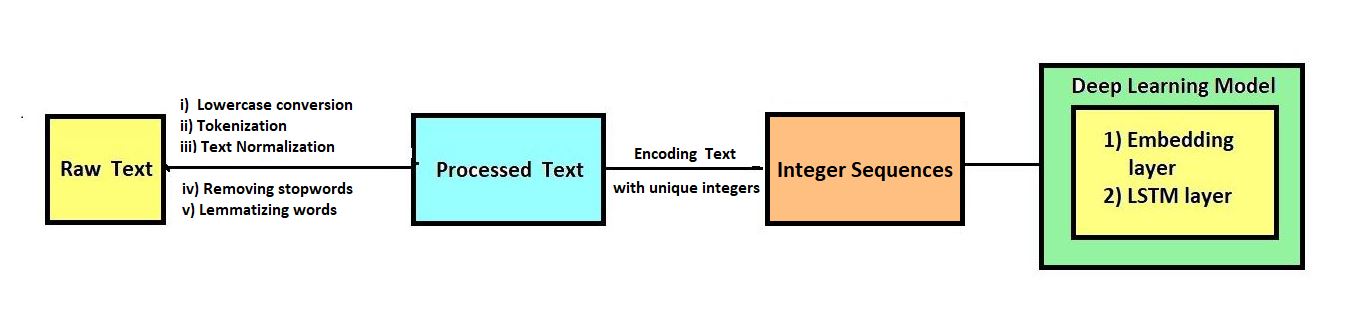 Raw Text
i) Lowercase conversion
ii) Tokenization
iii) Text Normalization
iv) Removing stopwords
v) Lemmatizing words
Processed Text
Encoding Text
with unique integers
Integer Sequences
Deep Learning Model
1) Embedding
layer
2) LSTM layer